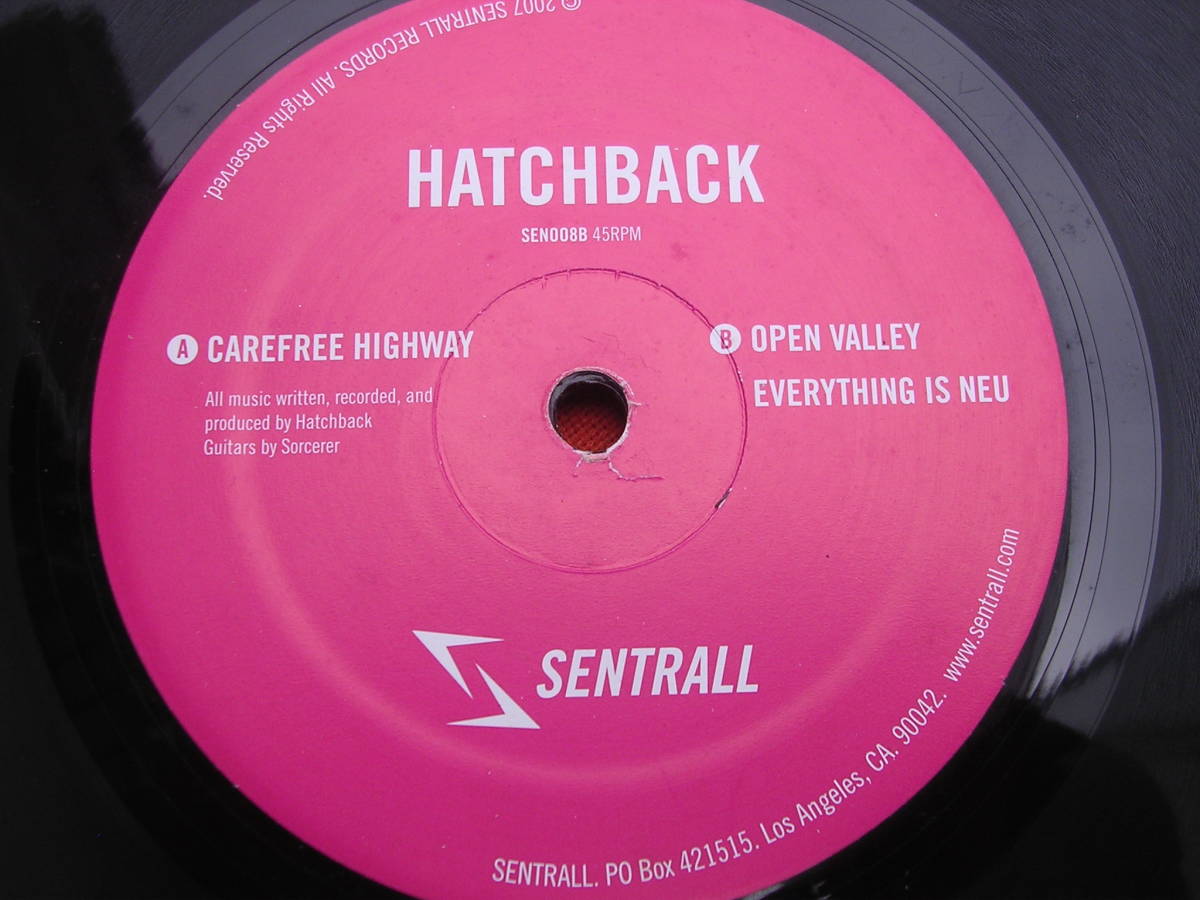 © 2007 SENTRALL RECORDS. All Rights Reserved.
HATCHBACK
SEN008B 45RPM
A CAREFREE HIGHWAY
All music written, recorded, and
produced by Hatchback
Guitars by Sorcerer
B OPEN VALLEY
EVERYTHING IS NEU
SENTRALL
SENTRALL. PO Box 421515. Los Angeles, CA. 90042. www.sentrall.com